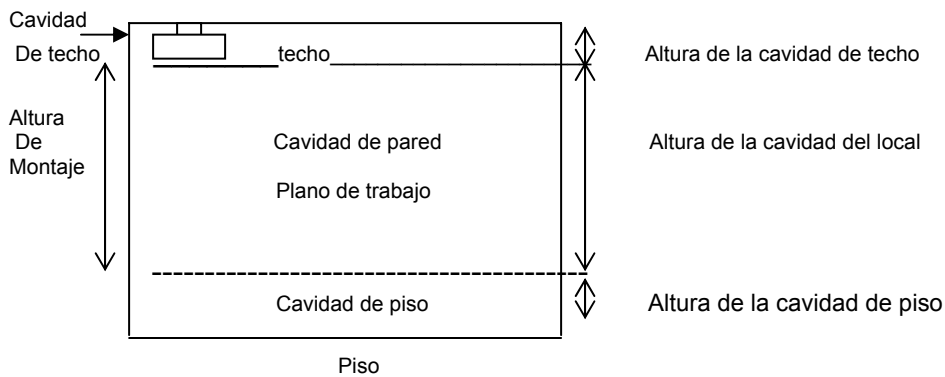 Cavidad
De techo
techo
Altura de la cavidad de techo
Altura
De
Montaje
Cavidad de pared
Altura de la cavidad del local
Plano de trabajo
Cavidad de piso
Altura de la cavidad de piso
Piso